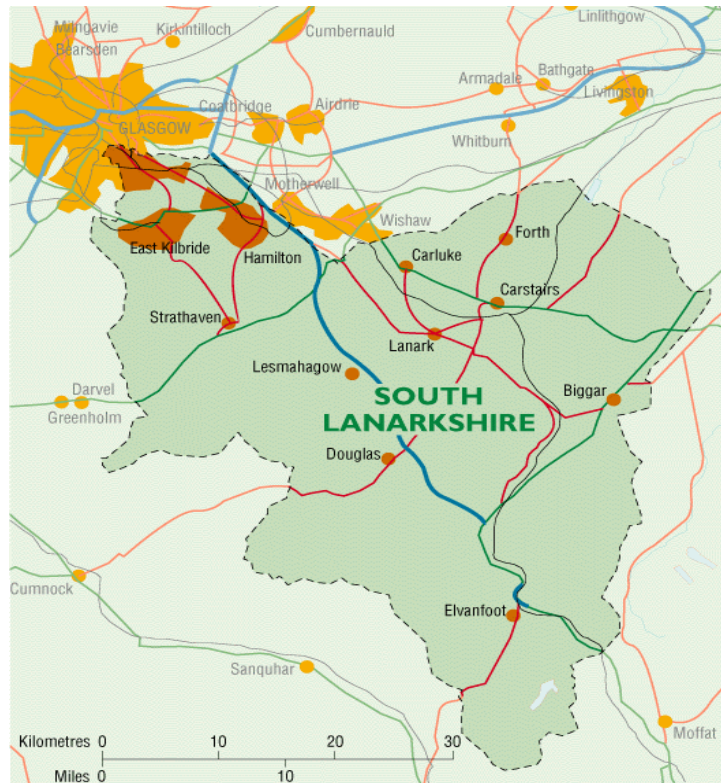 Milngavie
Kirkintilloch
Cumbernauld
Linlithgow
Bearsden
Armadale
Bathgate
Livingston
Coatbridge
Airdrie
GLASGOW
Whitburn
Motherwell
Wishaw
East Kilbride
Hamilton
Forth
Carluke
Carstairs
Strathaven
Lanark
Lesmahagow
Biggar
Darvel
Greenholm
SOUTH
LANARKSHIRE
Douglas
Cumnock
Elvanfoot
Sanquhar
Moffat
Kilometres 0 10 20 30
Miles 0 10